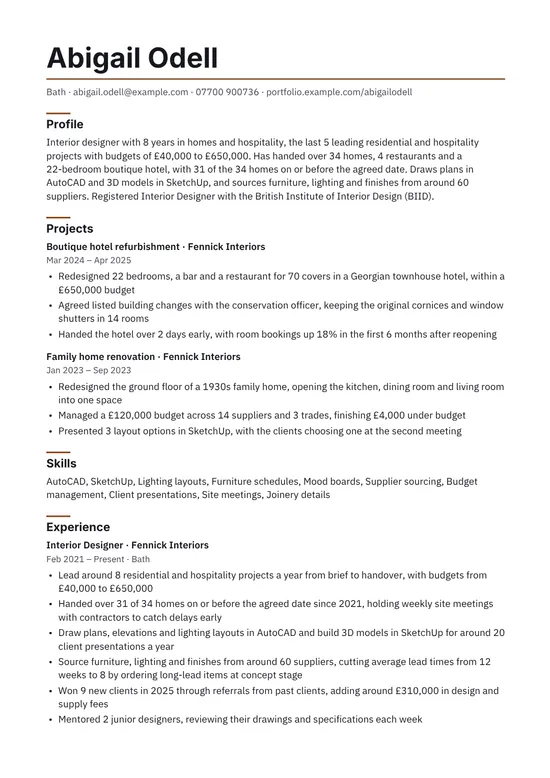 Abigail Odell
Bath · abigail.odell@example.com · 07700 900736 · portfolio.example.com/abigailodell
Profile
Interior designer with 8 years in homes and hospitality, the last 5 leading residential and hospitality
projects with budgets of £40,000 to £650,000. Has handed over 34 homes, 4 restaurants and a
22-bedroom boutique hotel, with 31 of the 34 homes on or before the agreed date. Draws plans in
AutoCAD and 3D models in SketchUp, and sources furniture, lighting and finishes from around 60
suppliers. Registered Interior Designer with the British Institute of Interior Design (BIID).
Projects
Boutique hotel refurbishment · Fennick Interiors
Mar 2024 – Apr 2025
• Redesigned 22 bedrooms, a bar and a restaurant for 70 covers in a Georgian townhouse hotel, within a
£650,000 budget
• Agreed listed building changes with the conservation officer, keeping the original cornices and window
shutters in 14 rooms
• Handed the hotel over 2 days early, with room bookings up 18% in the first 6 months after reopening
Family home renovation · Fennick Interiors
Jan 2023 – Sep 2023
• Redesigned the ground floor of a 1930s family home, opening the kitchen, dining room and living room
into one space
• Managed a £120,000 budget across 14 suppliers and 3 trades, finishing £4,000 under budget
• Presented 3 layout options in SketchUp, with the clients choosing one at the second meeting
Skills
AutoCAD, SketchUp, Lighting layouts, Furniture schedules, Mood boards, Supplier sourcing, Budget
management, Client presentations, Site meetings, Joinery details
Experience
Interior Designer · Fennick Interiors
Feb 2021 – Present · Bath
• Lead around 8 residential and hospitality projects a year from brief to handover, with budgets from
£40,000 to £650,000
• Handed over 31 of 34 homes on or before the agreed date since 2021, holding weekly site meetings
with contractors to catch delays early
• Draw plans, elevations and lighting layouts in AutoCAD and build 3D models in SketchUp for around 20
client presentations a year
• Source furniture, lighting and finishes from around 60 suppliers, cutting average lead times from 12
weeks to 8 by ordering long-lead items at concept stage
• Won 9 new clients in 2025 through referrals from past clients, adding around £310,000 in design and
supply fees
• Mentored 2 junior designers, reviewing their drawings and specifications each week